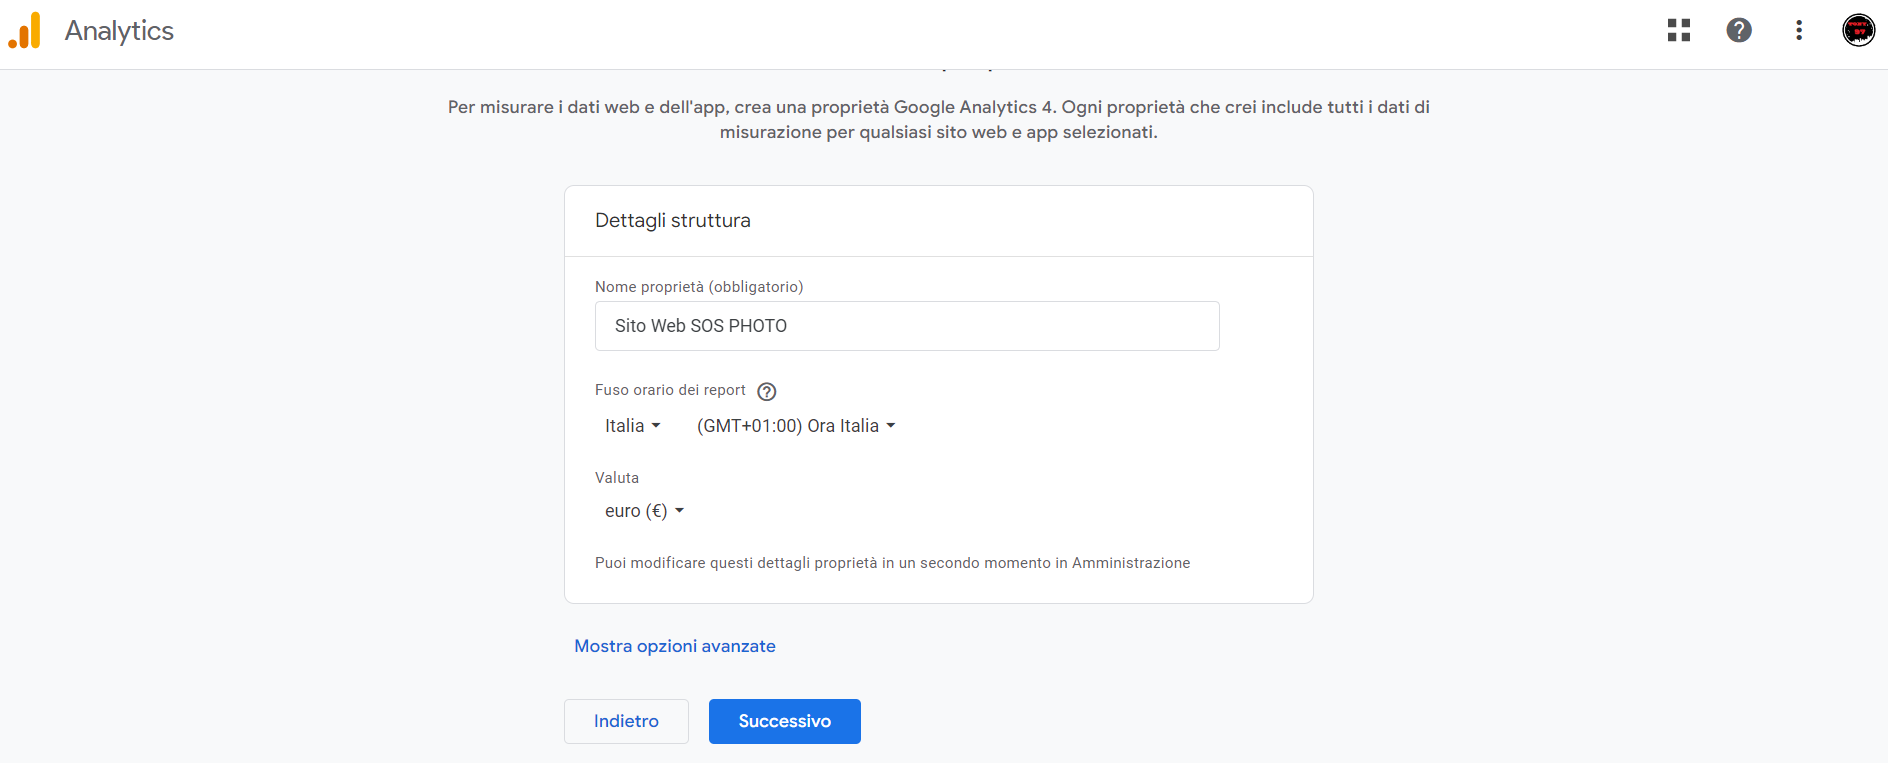 Analytics
Per misurare i dati web e dell'app, crea una proprietà Google Analytics 4. Ogni proprietà che crei include tutti i dati di
misurazione per qualsiasi sito web e app selezionati.
Dettagli struttura
Nome proprietà (obbligatorio)
Sito Web SOS PHOTO
Fuso orario dei report
Italia (GMT+01:00) Ora Italia
Valuta
euro (€)
Puoi modificare questi dettagli proprietà in un secondo momento in Amministrazione
Mostra opzioni avanzate
Indietro Successivo